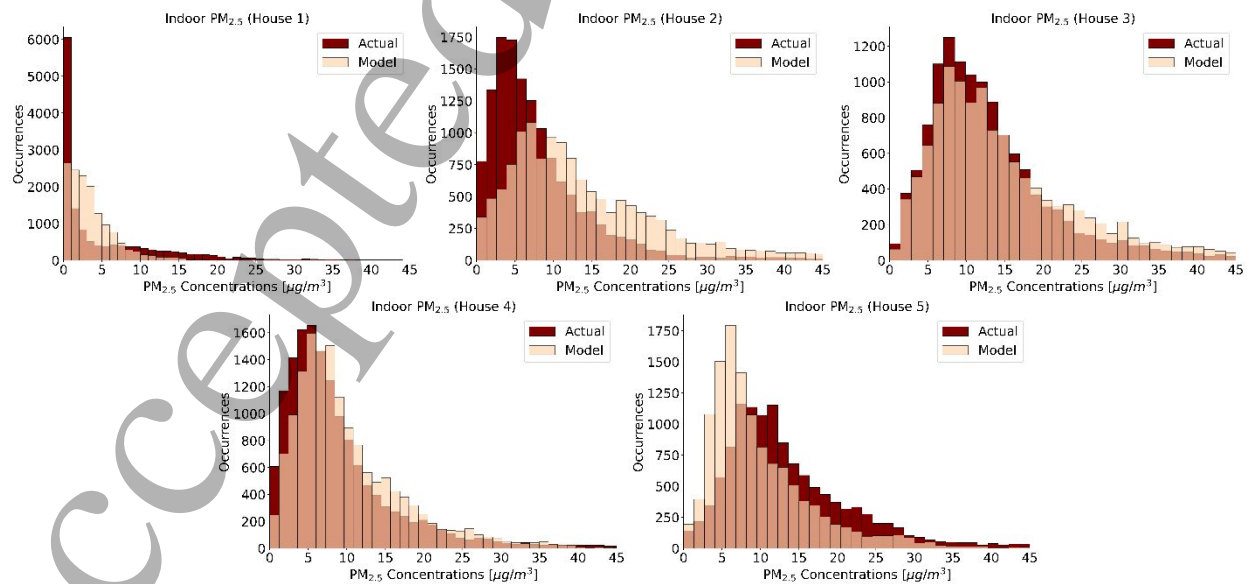 Indoor PM2.5 (House 1)
Actual
Model
Occurrences
6000
5000
4000
3000
2000
1000
0
0 5 10 15 20 25 30 35 44
PM2.5 Concentrations [µg/m³]
Indoor PM2.5 (House 2)
Actual
Model
Occurrences
1750
1500
1250
1000
750
500
250
0
0 5 10 15 20 25 30 35 45
PM2.5 Concentrations [µg/m³]
Indoor PM2.5 (House 3)
Actual
Model
Occurrences
1200
1000
800
600
400
200
0
0 5 10 15 20 25 30 35 40 45
PM2.5 Concentrations [µg/m³]
Indoor PM2.5 (House 4)
Actual
Model
Occurrences
1600
1400
1200
1000
800
600
400
200
0
0 5 10 15 20 25 30 35 40 45
PM2.5 Concentrations [µg/m³]
Indoor PM2.5 (House 5)
Actual
Model
Occurrences
1750
1500
1250
1000
750
500
250
0
0 5 10 15 20 25 30 35 40 45
PM2.5 Concentrations [µg/m³]
ccepted